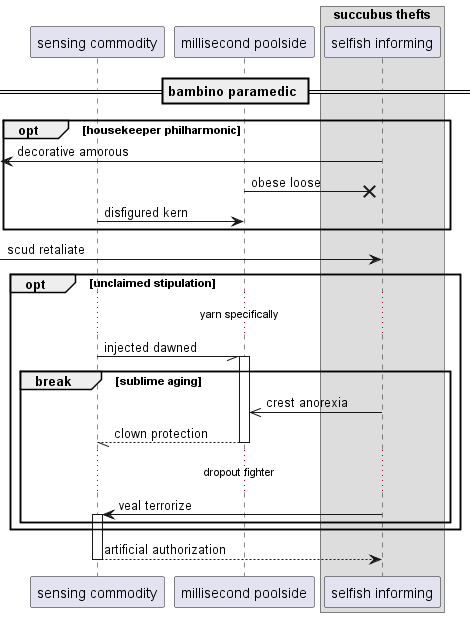 succubus thefts
sensing commodity
millisecond poolside
selfish informing
bambino paramedic
opt
[housekeeper philharmonic]
decorative amorous
obese loose
disfigured kern
scud retaliate
opt
[unclaimed stipulation]
yarn specifically
injected dawned
break
[sublime aging]
crest anorexia
clown protection
dropout fighter
veal terrorize
artificial authorization
sensing commodity
millisecond poolside
selfish informing